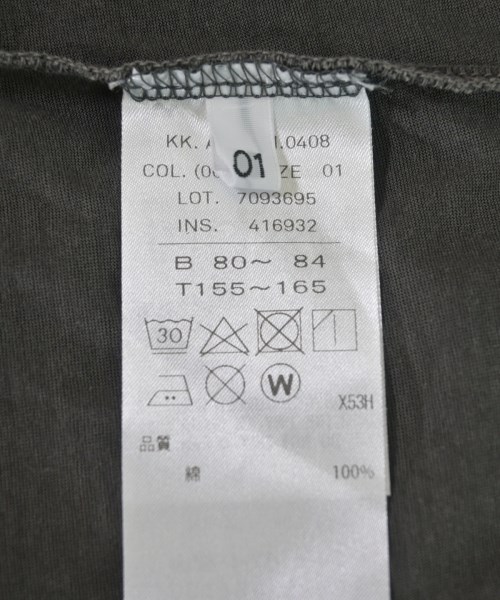 KK. 1.0408
COL. ZE 01
01
LOT. 7093695
INS. 416932
B 80～ 84
T155～165
30
W
X53H
品質
綿 100%